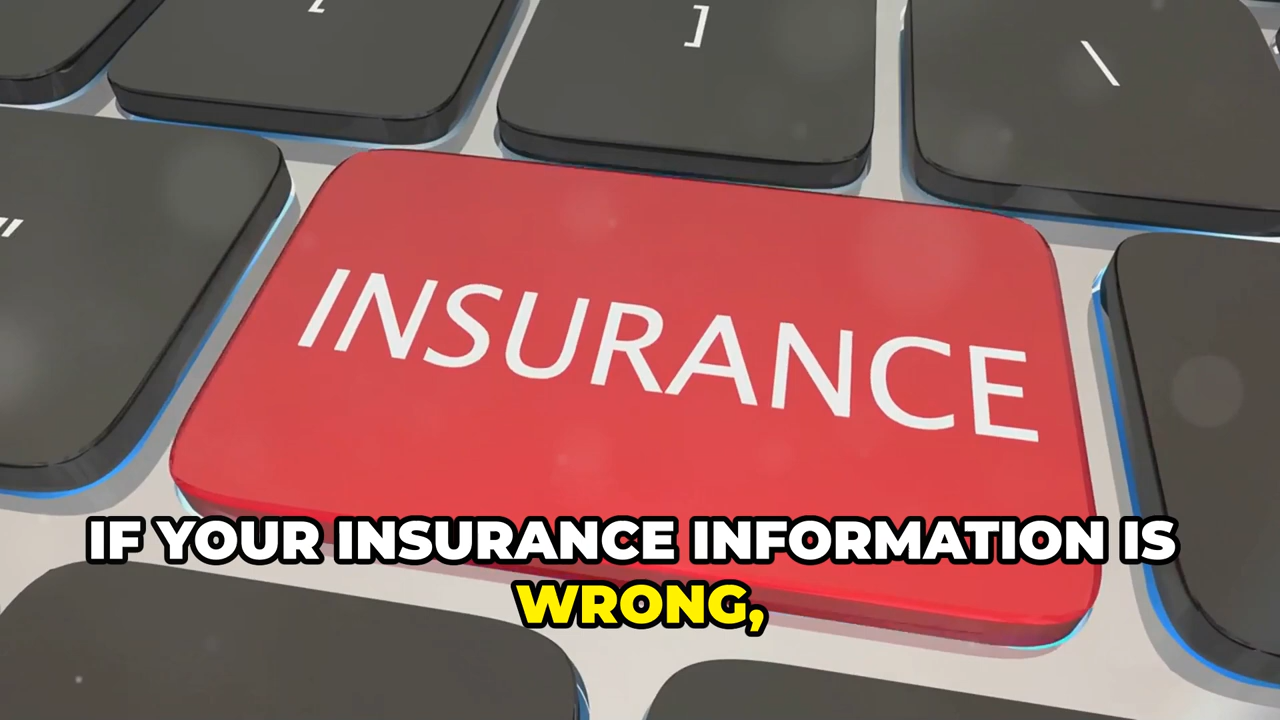 ]
\
"
INSURANCE
IF YOUR INSURANCE INFORMATION IS
WRONG,